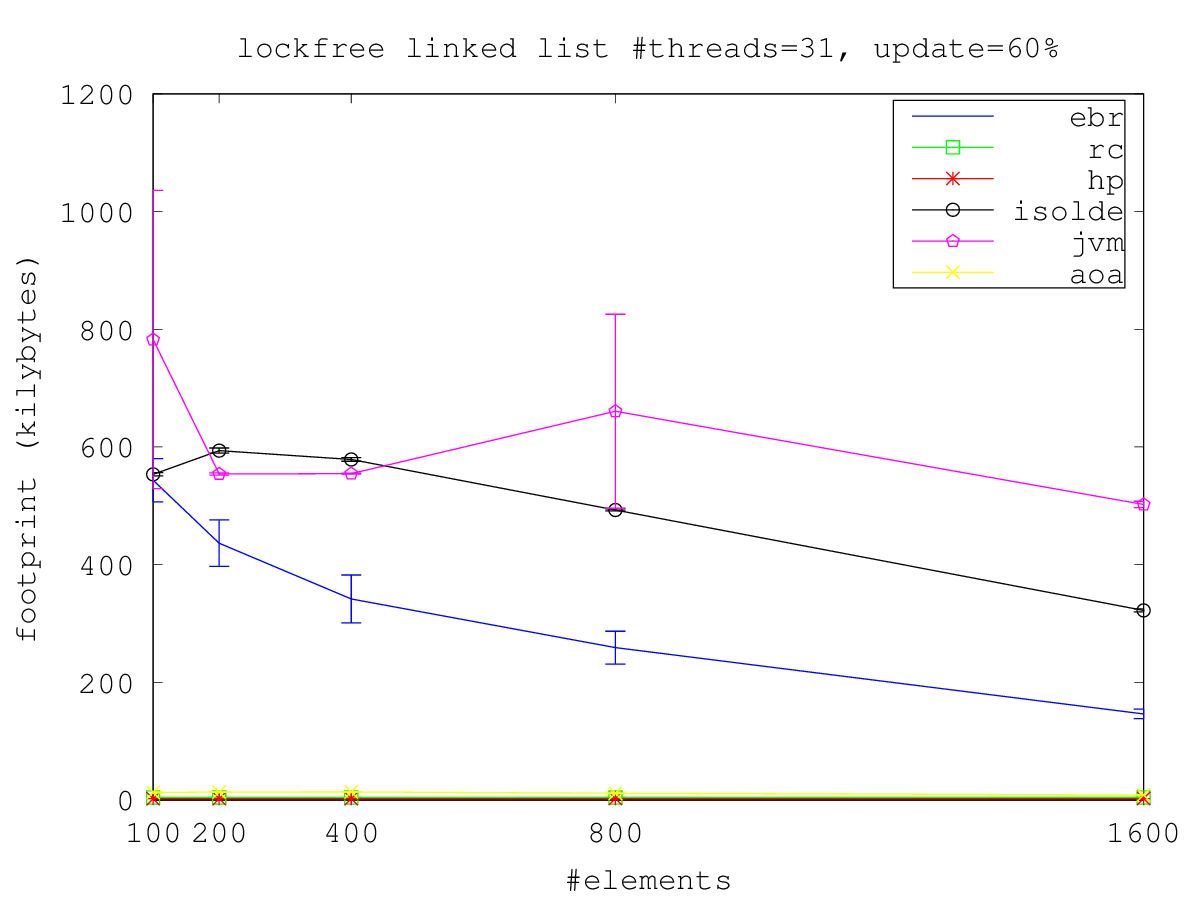 lockfree linked list #threads=31, update=60%
1200
1000
800
600
400
200
0
footprint (kilybytes)
ebr
rc
hp
isolde
jvm
aoa
100 200 400 800 1600
#elements